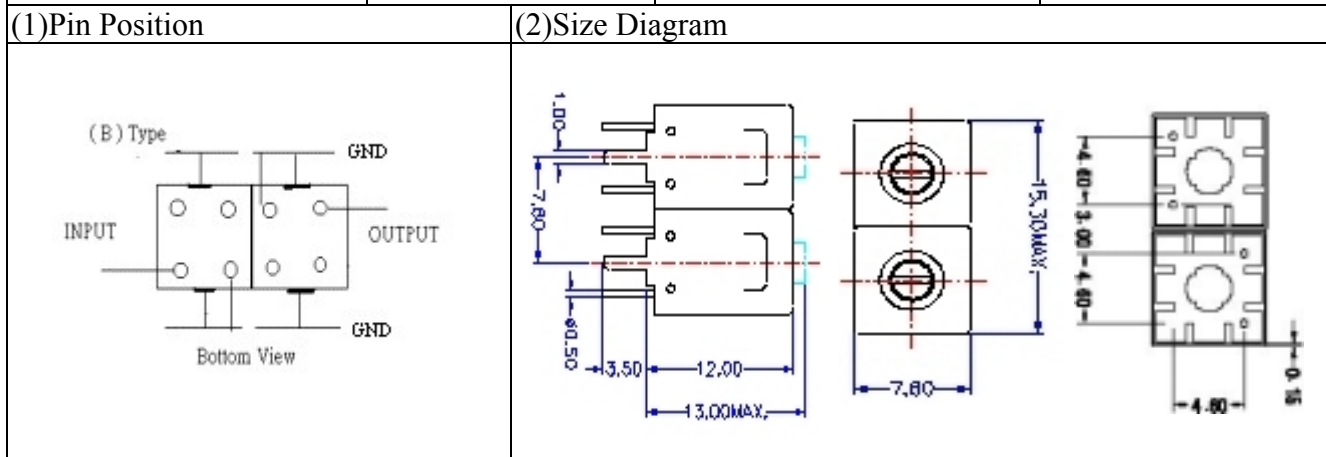 (1)Pin Position
(2)Size Diagram
(B) Type
GND
INPUT
OUTPUT
GND
Bottom View
1.00
7.60
ø0.50
3.50
12.00
13.00MAX.
15.30MAX.
7.60
4.60
3.00
4.60
4.60
0.15